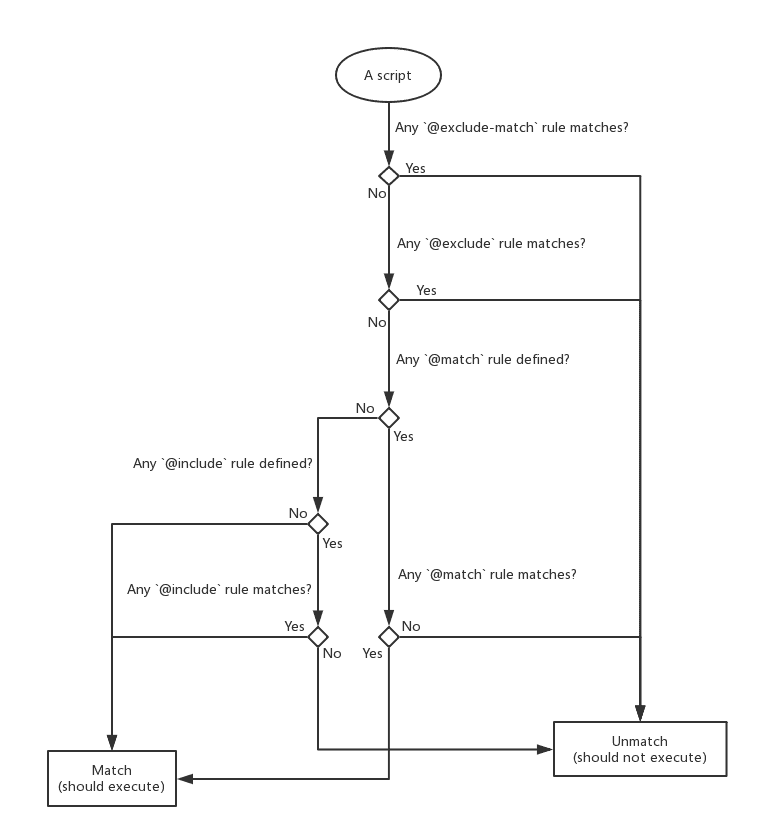 A script
Any `@exclude-match` rule matches?
Yes
No
Any `@exclude` rule matches?
Yes
No
Any `@match` rule defined?
No
Yes
Any `@include` rule defined?
No
Yes
Any `@match` rule matches?
Any `@include` rule matches?
Yes
No
No
Yes
Unmatch
(should not execute)
Match
(should execute)